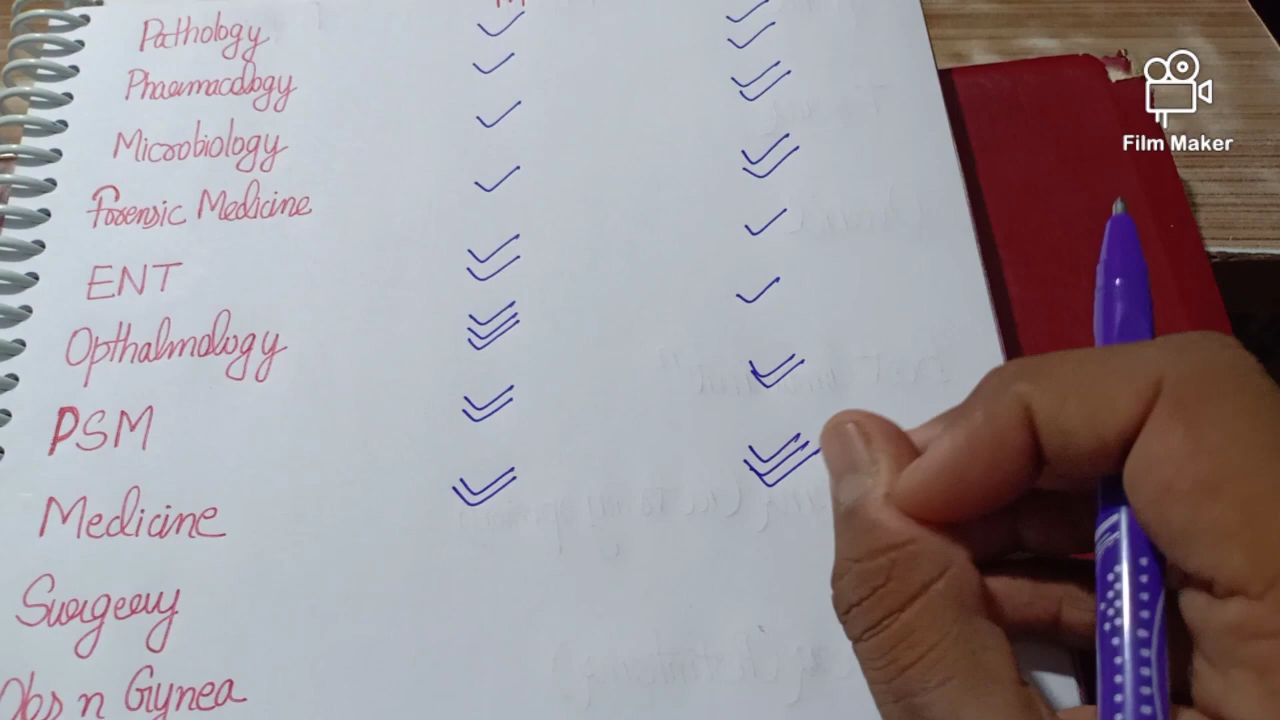 Pathology
Pharmacology
Microbiology
Forensic Medicine
ENT
Opthalmology
PSM
Medicine
Surgery
Obs n Gynea
Film Maker